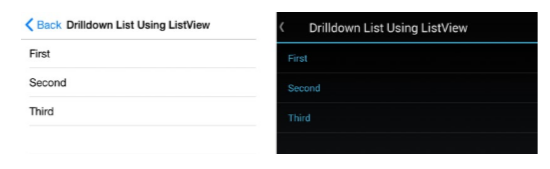 Back Drilldown List Using ListView
First
Second
Third
Drilldown List Using ListView
First
Second
Third